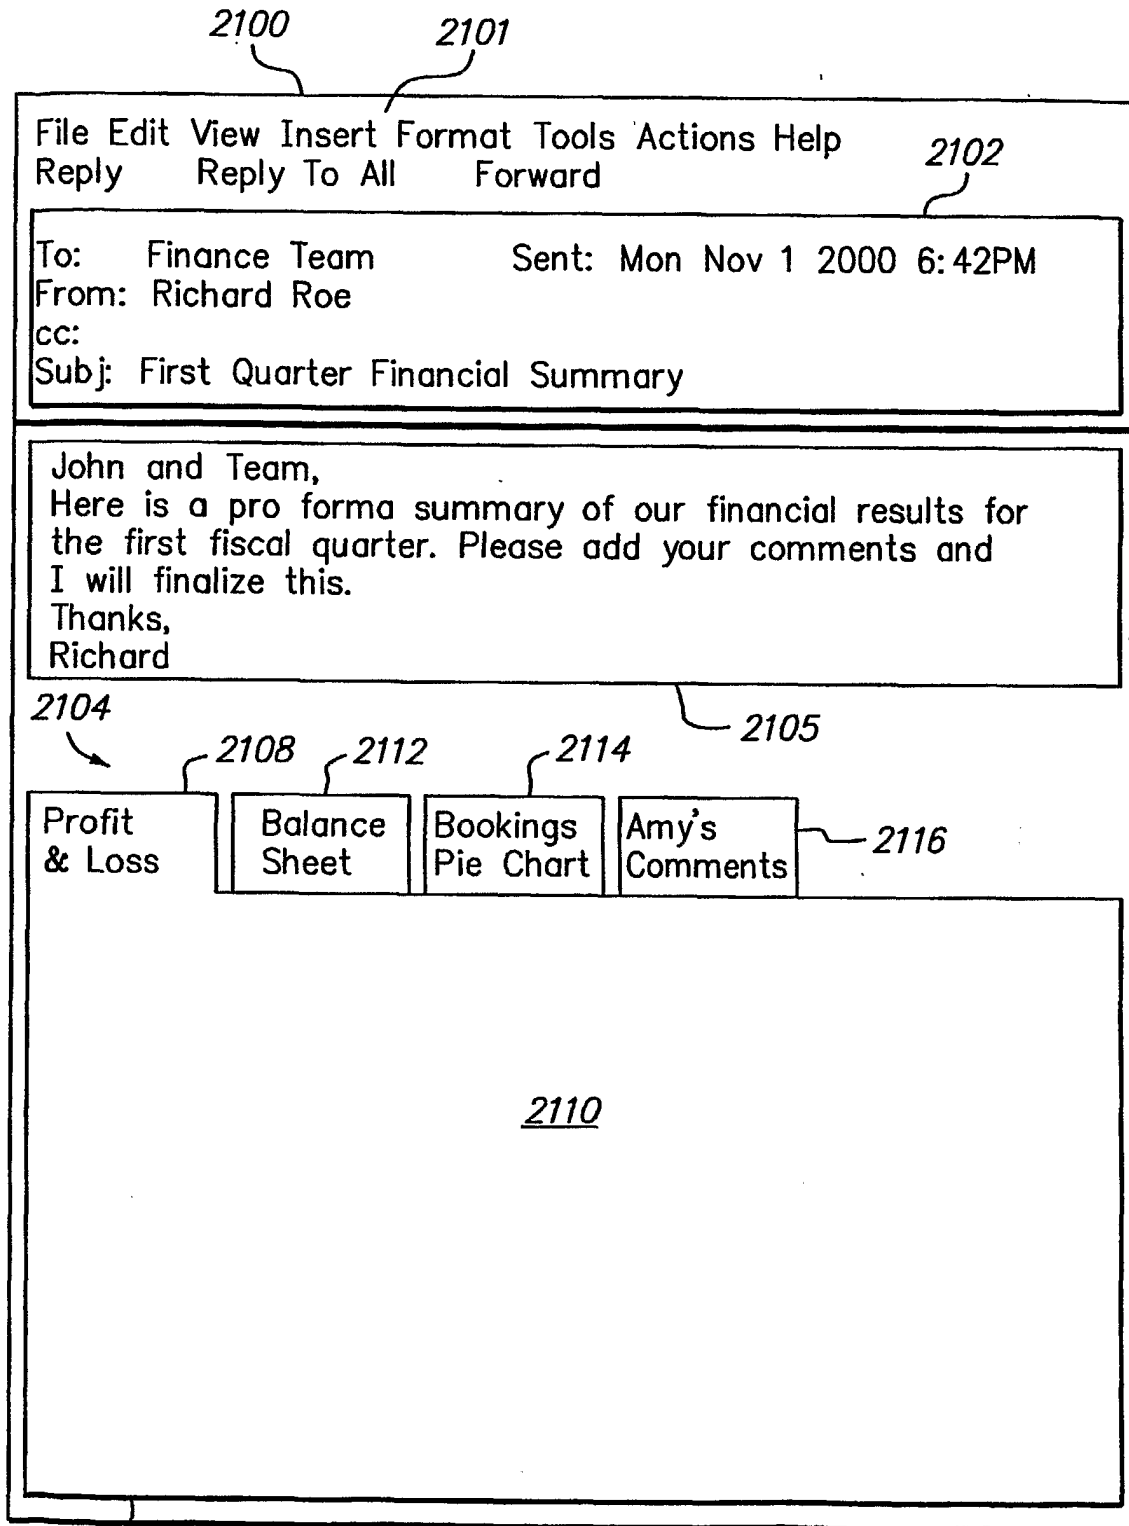 2100
2101
File Edit View Insert Format Tools Actions Help
2102
Reply Reply To All Forward
To: Finance Team Sent: Mon Nov 1 2000 6:42PM
From: Richard Roe
cc:
Subj: First Quarter Financial Summary
John and Team,
Here is a pro forma summary of our financial results for
the first fiscal quarter. Please add your comments and
I will finalize this.
Thanks,
Richard
2104
2105
2108
2112
2114
Profit
& Loss
Balance
Sheet
Bookings
Pie Chart
Amy's
Comments
2116
2110